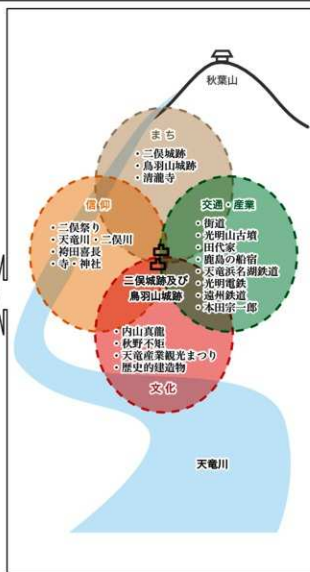 秋葉山
まち
・二俣城跡
・鳥羽山城跡
・清瀧寺
信仰
・二俣祭り
・天竜川・二俣川
・袴田喜長
・寺・神社
交通・産業
・街道
・光明山古墳
・田代家
・鹿島の船宿
・天竜浜名湖鉄道
・光明電鉄
・遠州鉄道
・本田宗一郎
二俣城跡及び
鳥羽山城跡
・内山真龍
・秋野不矩
・天竜産業観光まつり
・歴史的建造物
文化
天竜川